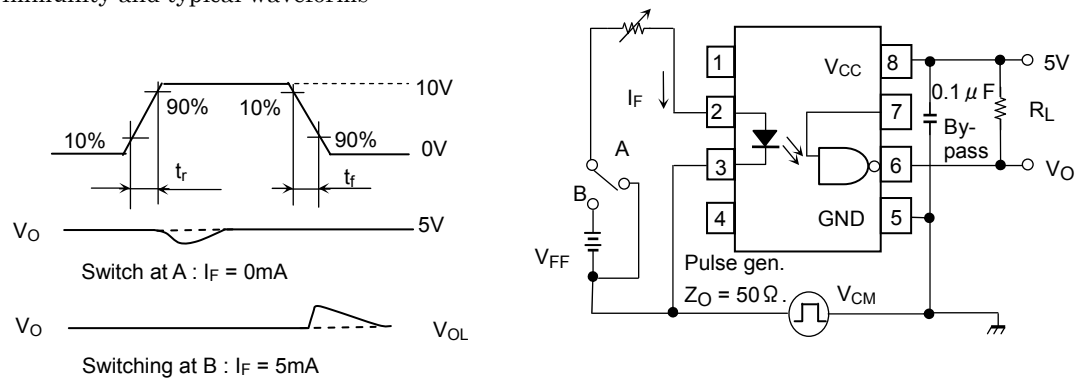 immunity and typical waveforms
10V
90%
10%
10%
90%
0V
tr
tf
VO
5V
Switch at A : IF = 0mA
VO
VOL
Switching at B : IF = 5mA
IF
A
B
VFF
1
2
3
4
VCC
GND
8
7
6
5
0.1 μF
By-
pass
RL
5V
VO
Pulse gen.
ZO = 50Ω.
VCM